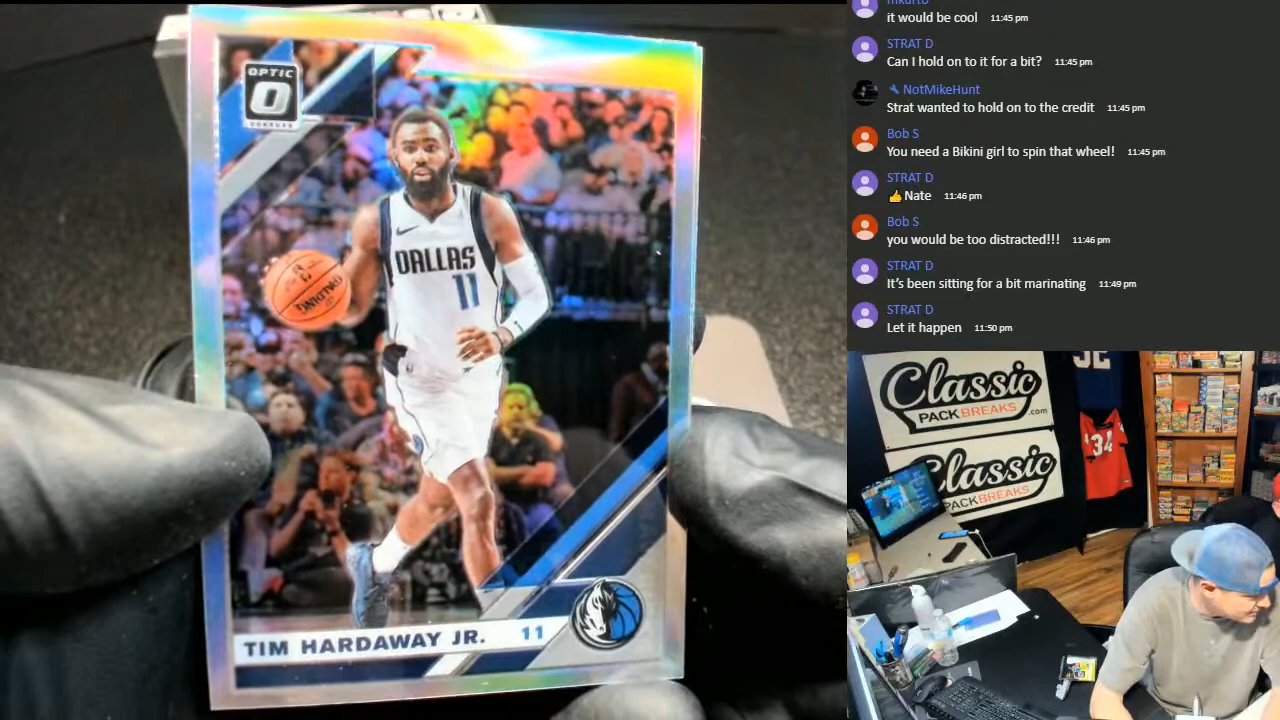 OPTIC
DALLAS
11
SPALDING
TIM HARDAWAY JR. 11
it would be cool 11:45 pm
STRAT D
Can I hold on to it for a bit? 11:45 pm
NotMikeHunt
Strat wanted to hold on to the credit 11:45 pm
Bob S
You need a Bikini girl to spin that wheel! 11:45 pm
STRAT D
👍Nate 11:46 pm
Bob S
you would be too distracted!!! 11:46 pm
STRAT D
It's been sitting for a bit marinating 11:49 pm
STRAT D
Let it happen 11:50 pm
Classic
PACK BREAKS .com
Classic
PACK BREAKS
34